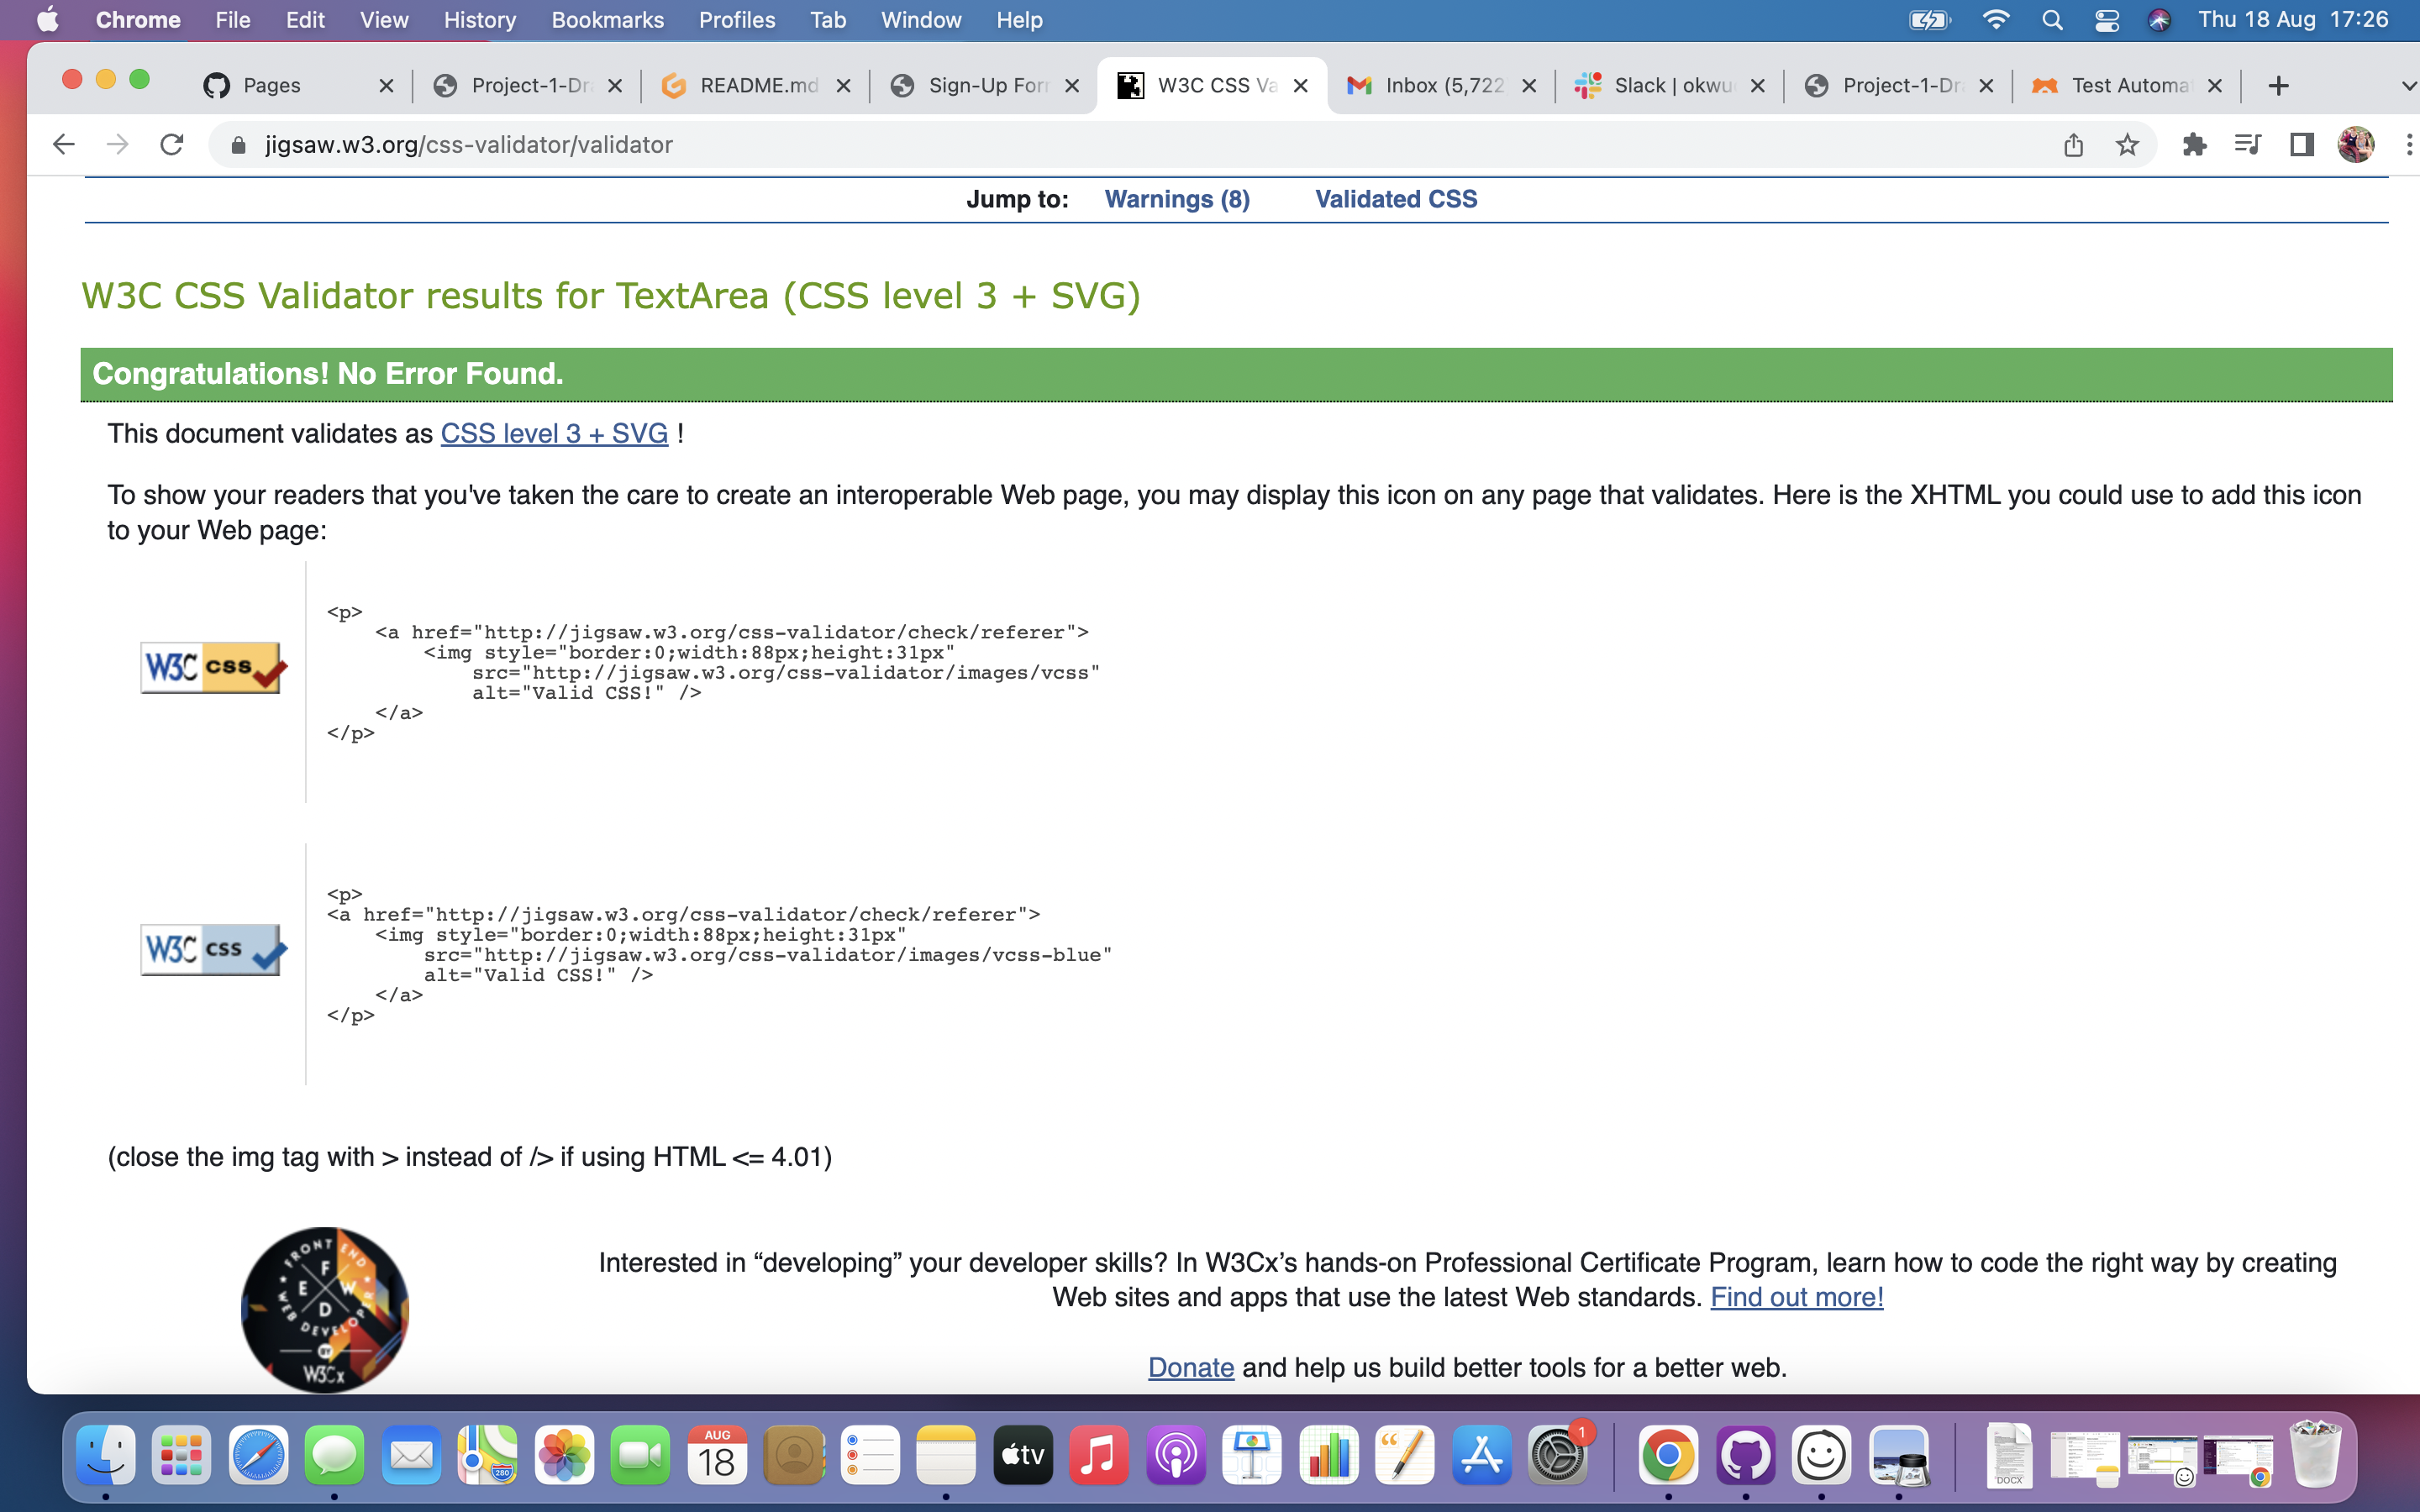 Chrome File Edit View History Bookmarks Profiles Tab Window Help Thu 18 Aug 17:26
Pages Project-1-Dr README.md Sign-Up For W3C CSS Va Inbox (5,722 Slack | okwu Project-1-Dr Test Automa
jigsaw.w3.org/css-validator/validator
Jump to: Warnings (8) Validated CSS
W3C CSS Validator results for TextArea (CSS level 3 + SVG)
Congratulations! No Error Found.
This document validates as CSS level 3 + SVG !
To show your readers that you've taken the care to create an interoperable Web page, you may display this icon on any page that validates. Here is the XHTML you could use to add this icon
to your Web page:
<p>
<a href="http://jigsaw.w3.org/css-validator/check/referer">
<img style="border:0;width:88px;height:31px"
W3C css
src="http://jigsaw.w3.org/css-validator/images/vcss"
alt="Valid CSS!" />
</a>
</p>
<p>
<a href="http://jigsaw.w3.org/css-validator/check/referer">
<img style="border:0;width:88px;height:31px"
W3C css
src="http://jigsaw.w3.org/css-validator/images/vcss-blue"
alt="Valid CSS!" />
</a>
</p>
(close the img tag with > instead of /> if using HTML <= 4.01)
FRONT END
F E W D
WEB DEVELOPER
BY
W3Cx
Interested in “developing” your developer skills? In W3Cx’s hands-on Professional Certificate Program, learn how to code the right way by creating
Web sites and apps that use the latest Web standards. Find out more!
Donate and help us build better tools for a better web.
280
AUG
18
tv
1
DOCX